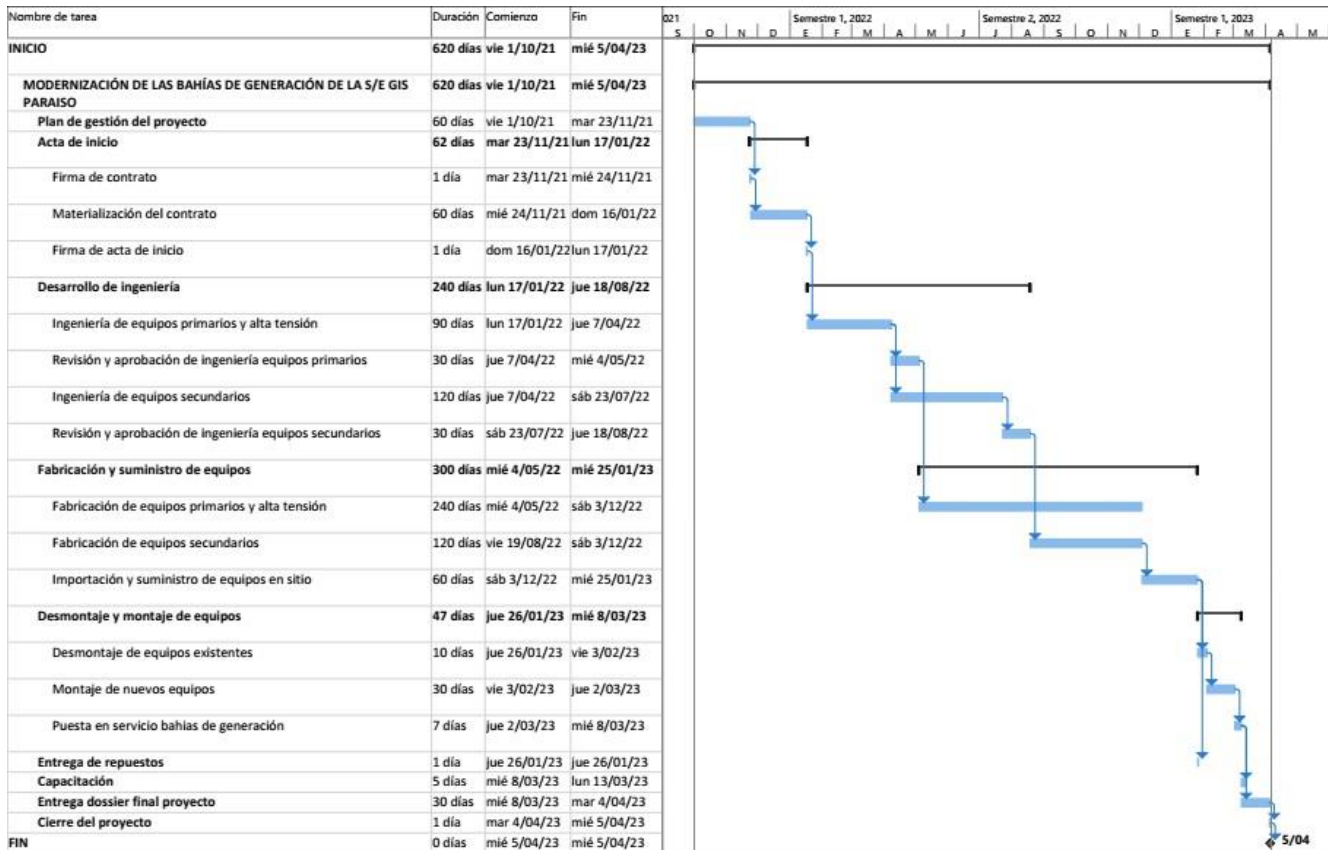 Nombre de tarea Duración Comienzo Fin 021 Semestre 1, 2022 Semestre 2, 2022 Semestre 1, 2023
S O N D E F M A M J J A S O N D E F M A M
INICIO 620 días vie 1/10/21 mié 5/04/23
MODERNIZACIÓN DE LAS BAHÍAS DE GENERACIÓN DE LA S/E GIS 620 días vie 1/10/21 mié 5/04/23
PARAISO
Plan de gestión del proyecto 60 días vie 1/10/21 mar 23/11/21
Acta de inicio 62 días mar 23/11/21 lun 17/01/22
Firma de contrato 1 día mar 23/11/21 mié 24/11/21
Materialización del contrato 60 días mié 24/11/21 dom 16/01/22
Firma de acta de inicio 1 día dom 16/01/22 lun 17/01/22
Desarrollo de ingeniería 240 días lun 17/01/22 jue 18/08/22
Ingeniería de equipos primarios y alta tensión 90 días lun 17/01/22 jue 7/04/22
Revisión y aprobación de ingeniería equipos primarios 30 días jue 7/04/22 mié 4/05/22
Ingeniería de equipos secundarios 120 días jue 7/04/22 sáb 23/07/22
Revisión y aprobación de ingeniería equipos secundarios 30 días sáb 23/07/22 jue 18/08/22
Fabricación y suministro de equipos 300 días mié 4/05/22 mié 25/01/23
Fabricación de equipos primarios y alta tensión 240 días mié 4/05/22 sáb 3/12/22
Fabricación de equipos secundarios 120 días vie 19/08/22 sáb 3/12/22
Importación y suministro de equipos en sitio 60 días sáb 3/12/22 mié 25/01/23
Desmontaje y montaje de equipos 47 días jue 26/01/23 mié 8/03/23
Desmontaje de equipos existentes 10 días jue 26/01/23 vie 3/02/23
Montaje de nuevos equipos 30 días vie 3/02/23 jue 2/03/23
Puesta en servicio bahias de generación 7 días jue 2/03/23 mié 8/03/23
Entrega de repuestos 1 día jue 26/01/23 jue 26/01/23
Capacitación 5 días mié 8/03/23 lun 13/03/23
Entrega dossier final proyecto 30 días mié 8/03/23 mar 4/04/23
Cierre del proyecto 1 día mar 4/04/23 mié 5/04/23
FIN 0 días mié 5/04/23 mié 5/04/23 5/04